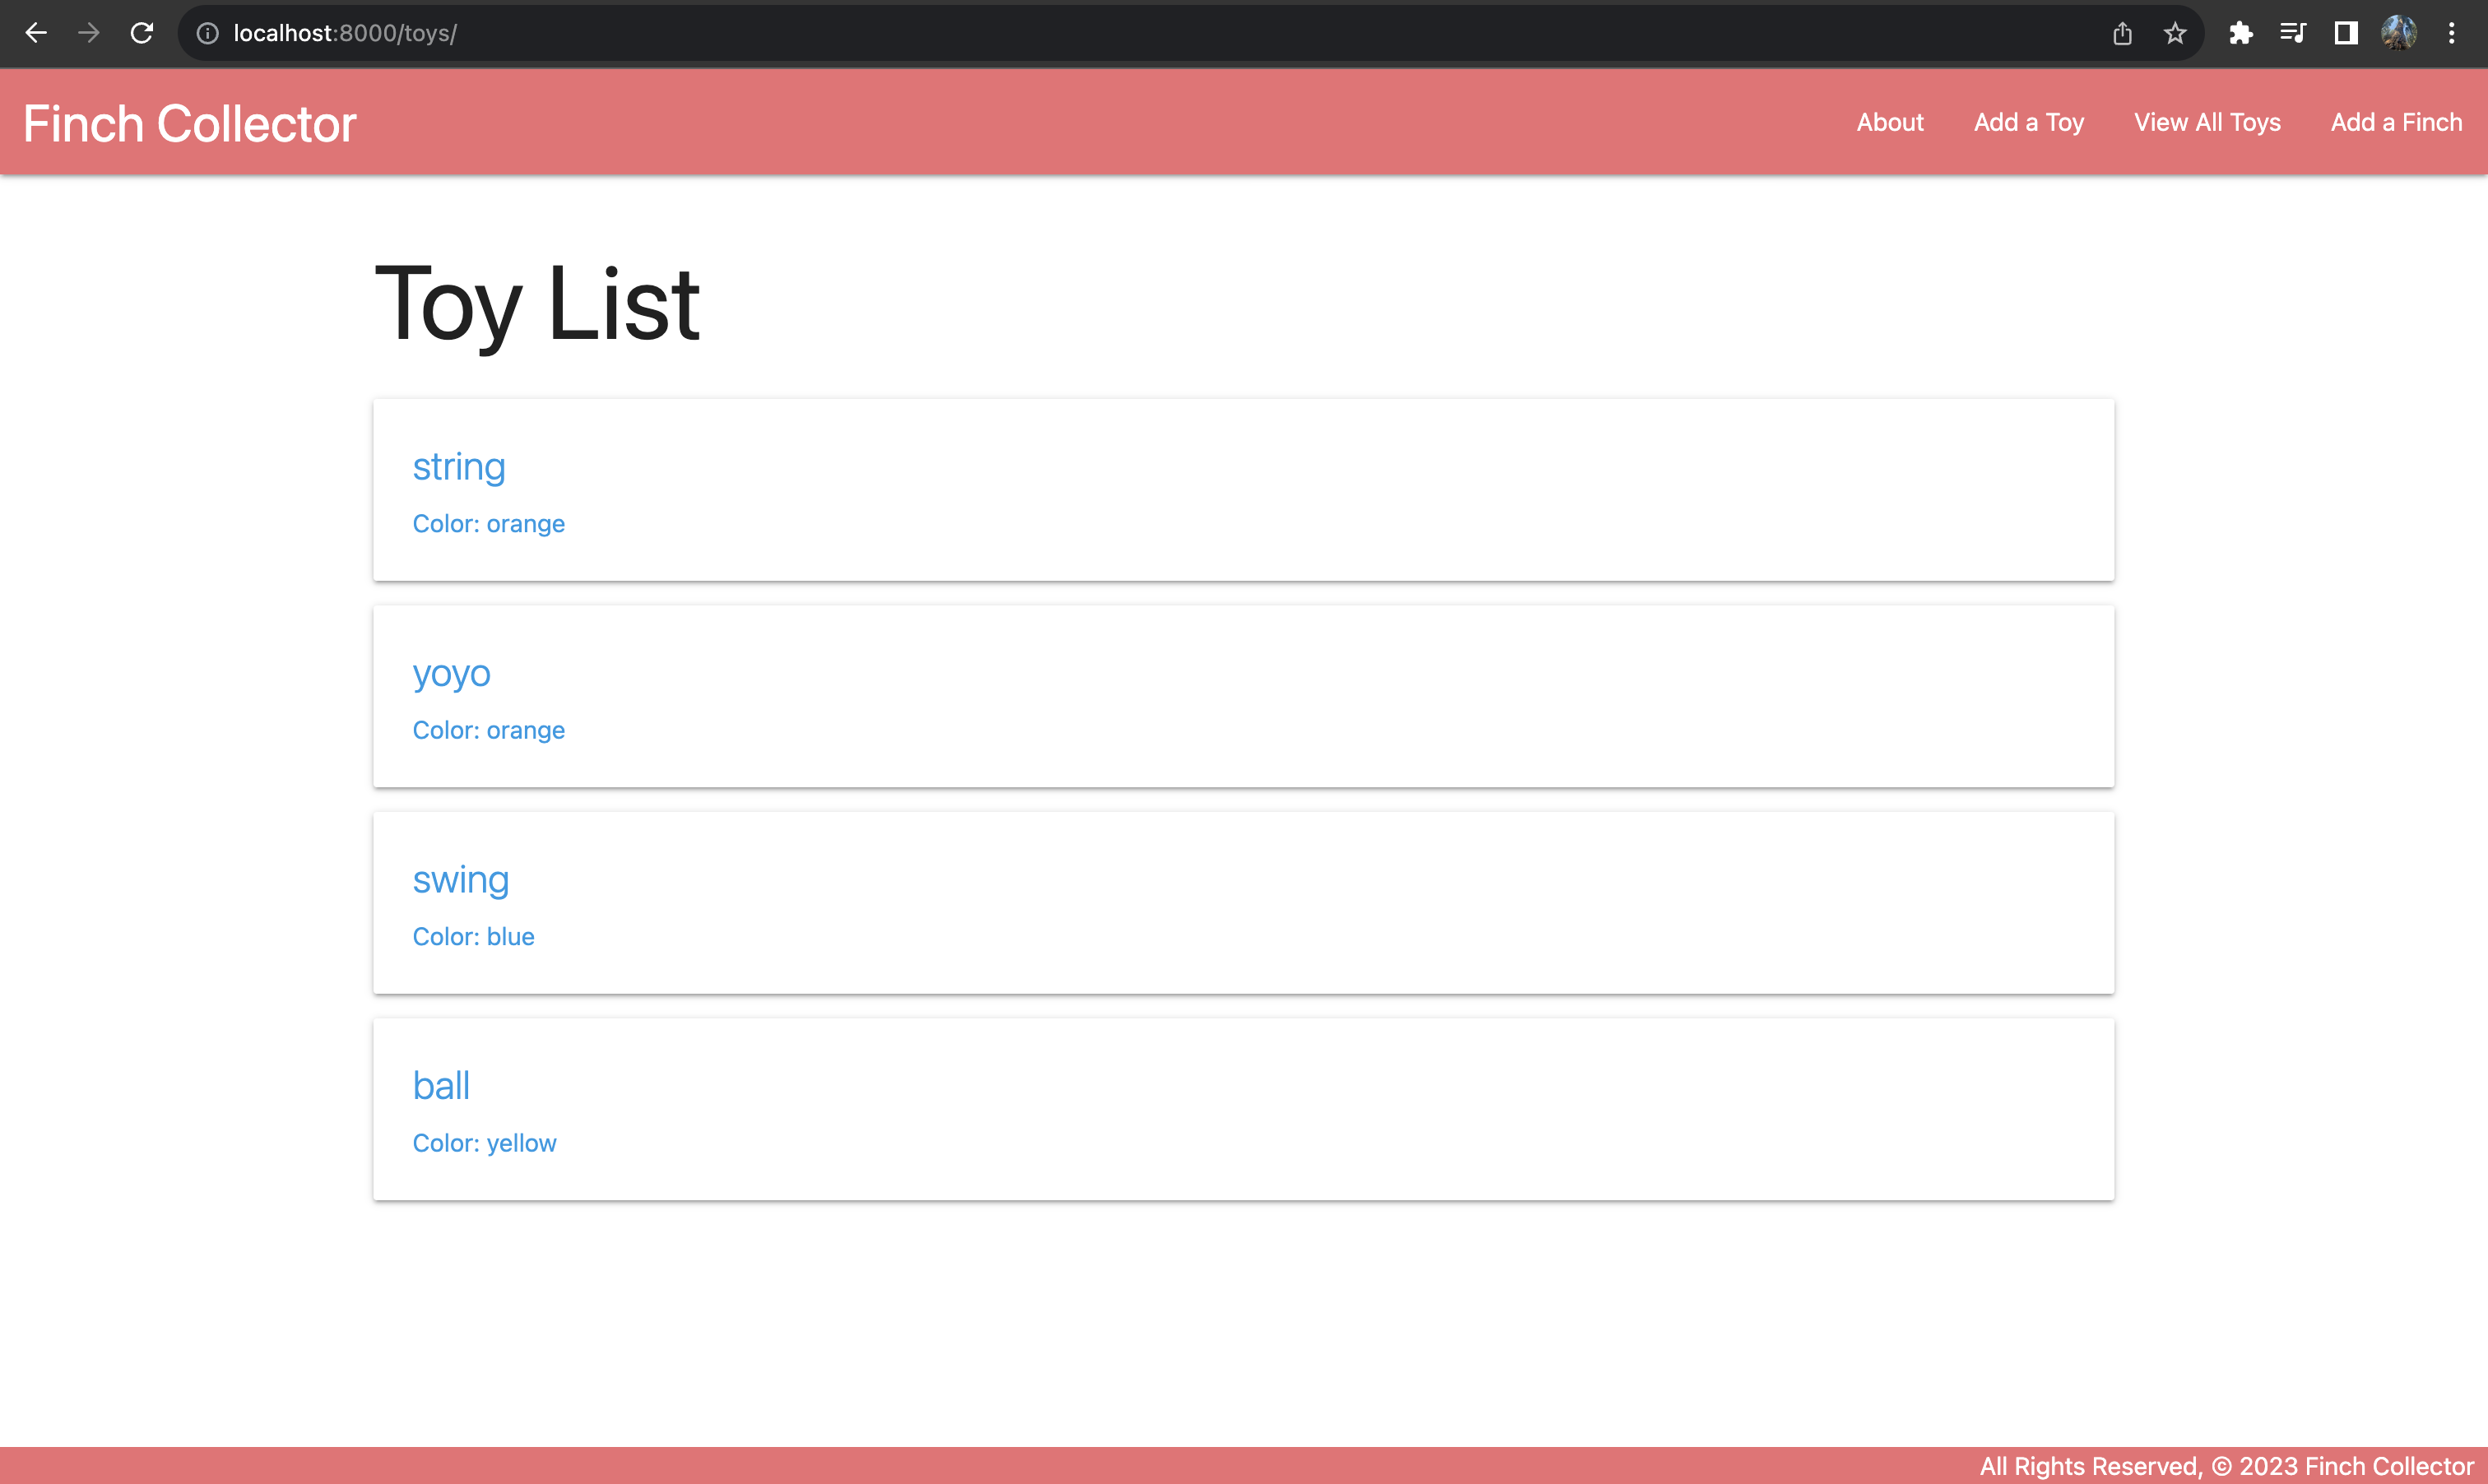 localhost:8000/toys/
Finch Collector
About Add a Toy View All Toys Add a Finch
Toy List
string
Color: orange
yoyo
Color: orange
swing
Color: blue
ball
Color: yellow
All Rights Reserved, © 2023 Finch Collector